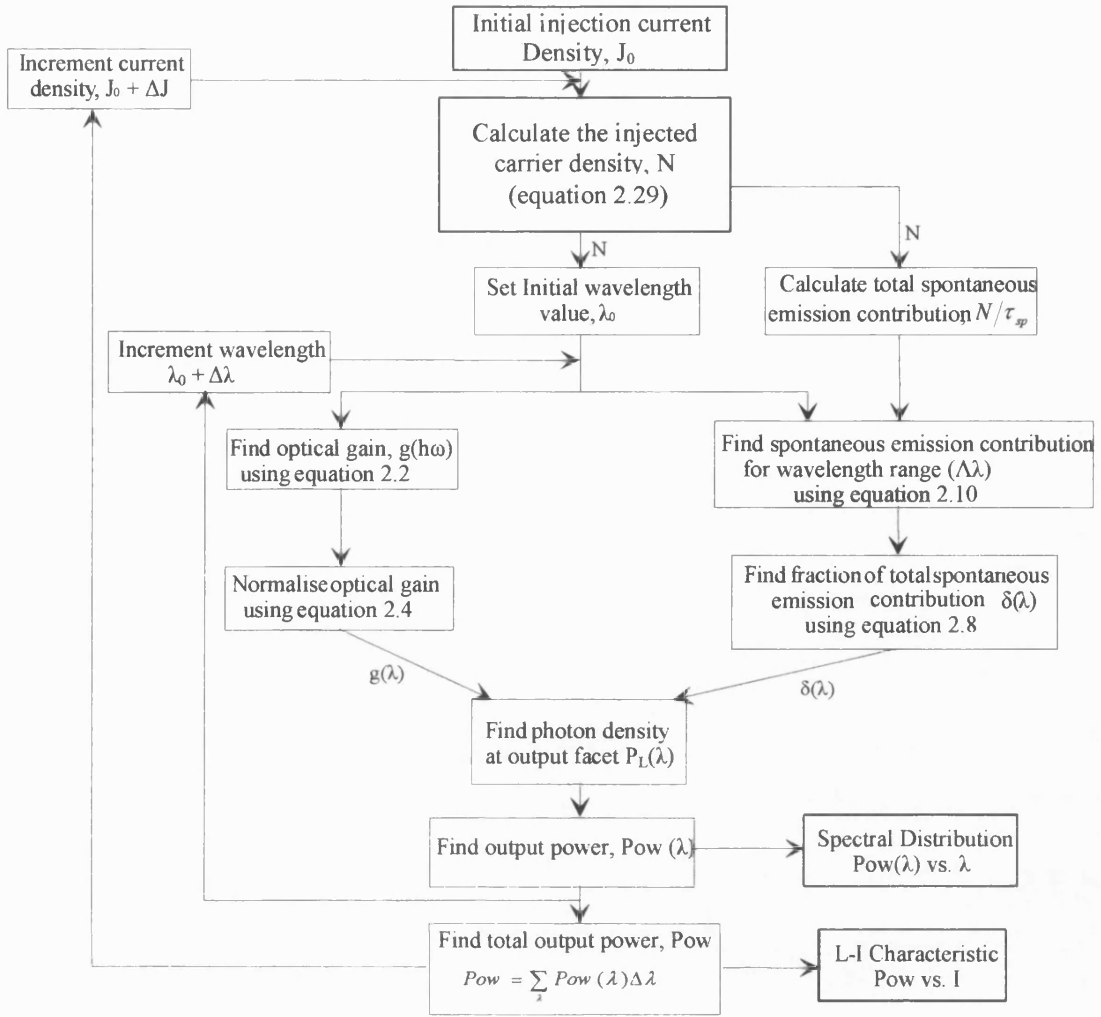 Initial injection current
Density, J₀
Increment current
density, J₀ + ΔJ
Calculate the injected
carrier density, N
(equation 2.29)
N
N
Set Initial wavelength
value, λ₀
Calculate total spontaneous
emission contribution, N/τ_sp
Increment wavelength
λ₀ + Δλ
Find optical gain, g(hω)
using equation 2.2
Find spontaneous emission contribution
for wavelength range (Δλ)
using equation 2.10
Normalise optical gain
using equation 2.4
Find fraction of total spontaneous
emission contribution δ(λ)
using equation 2.8
g(λ)
δ(λ)
Find photon density
at output facet P_L(λ)
Find output power, Pow (λ)
Spectral Distribution
Pow(λ) vs. λ
Find total output power, Pow
Pow = ∑_λ Pow (λ)Δλ
L-I Characteristic
Pow vs. I